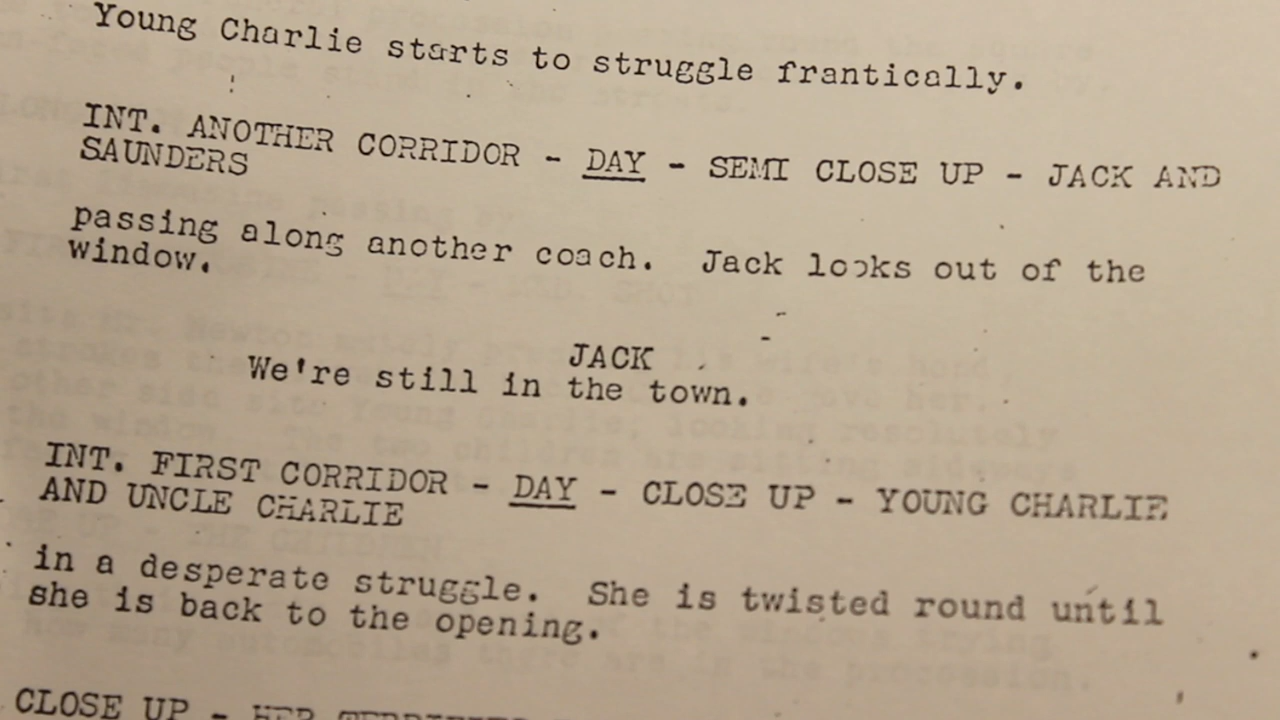 Young Charlie starts to struggle frantically.
INT. ANOTHER CORRIDOR - DAY - SEMI CLOSE UP - JACK AND
SAUNDERS
passing along another coach. Jack looks out of the
window.
JACK
We're still in the town.
INT. FIRST CORRIDOR - DAY - CLOSE UP - YOUNG CHARLIE
AND UNCLE CHARLIE
in a desperate struggle. She is twisted round until
she is back to the opening.
CLOSE UP - HER